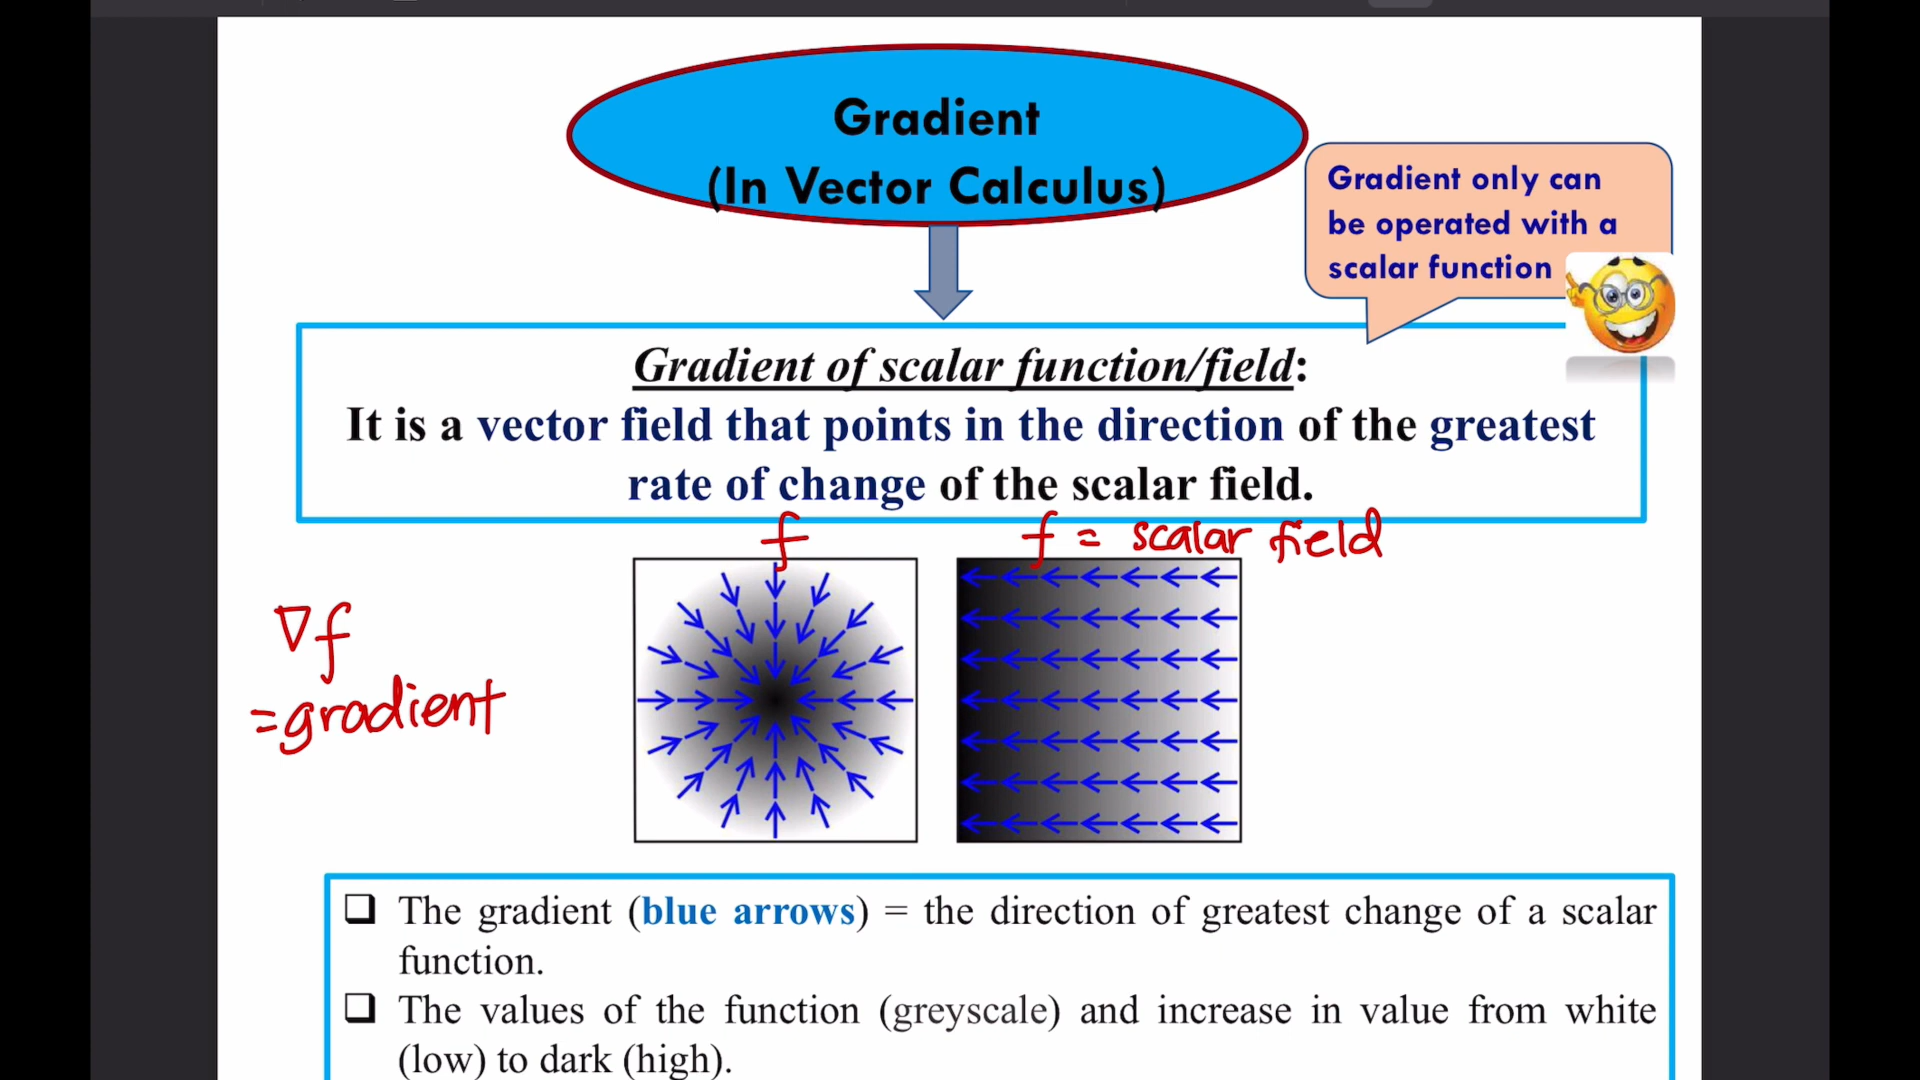 Gradient
(In Vector Calculus)
Gradient only can
be operated with a
scalar function
Gradient of scalar function/field:
It is a vector field that points in the direction of the greatest
rate of change of the scalar field.
f
f = scalar field
∇f
=gradient
❑ The gradient (blue arrows) = the direction of greatest change of a scalar
function.
❑ The values of the function (greyscale) and increase in value from white
(low) to dark (high).